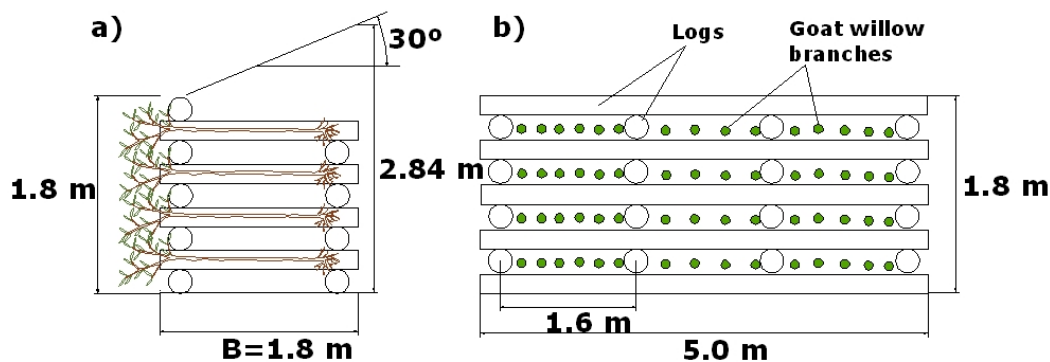 a)
30º
1.8 m
2.84 m
B=1.8 m
b)
Logs
Goat willow
branches
1.8 m
1.6 m
5.0 m